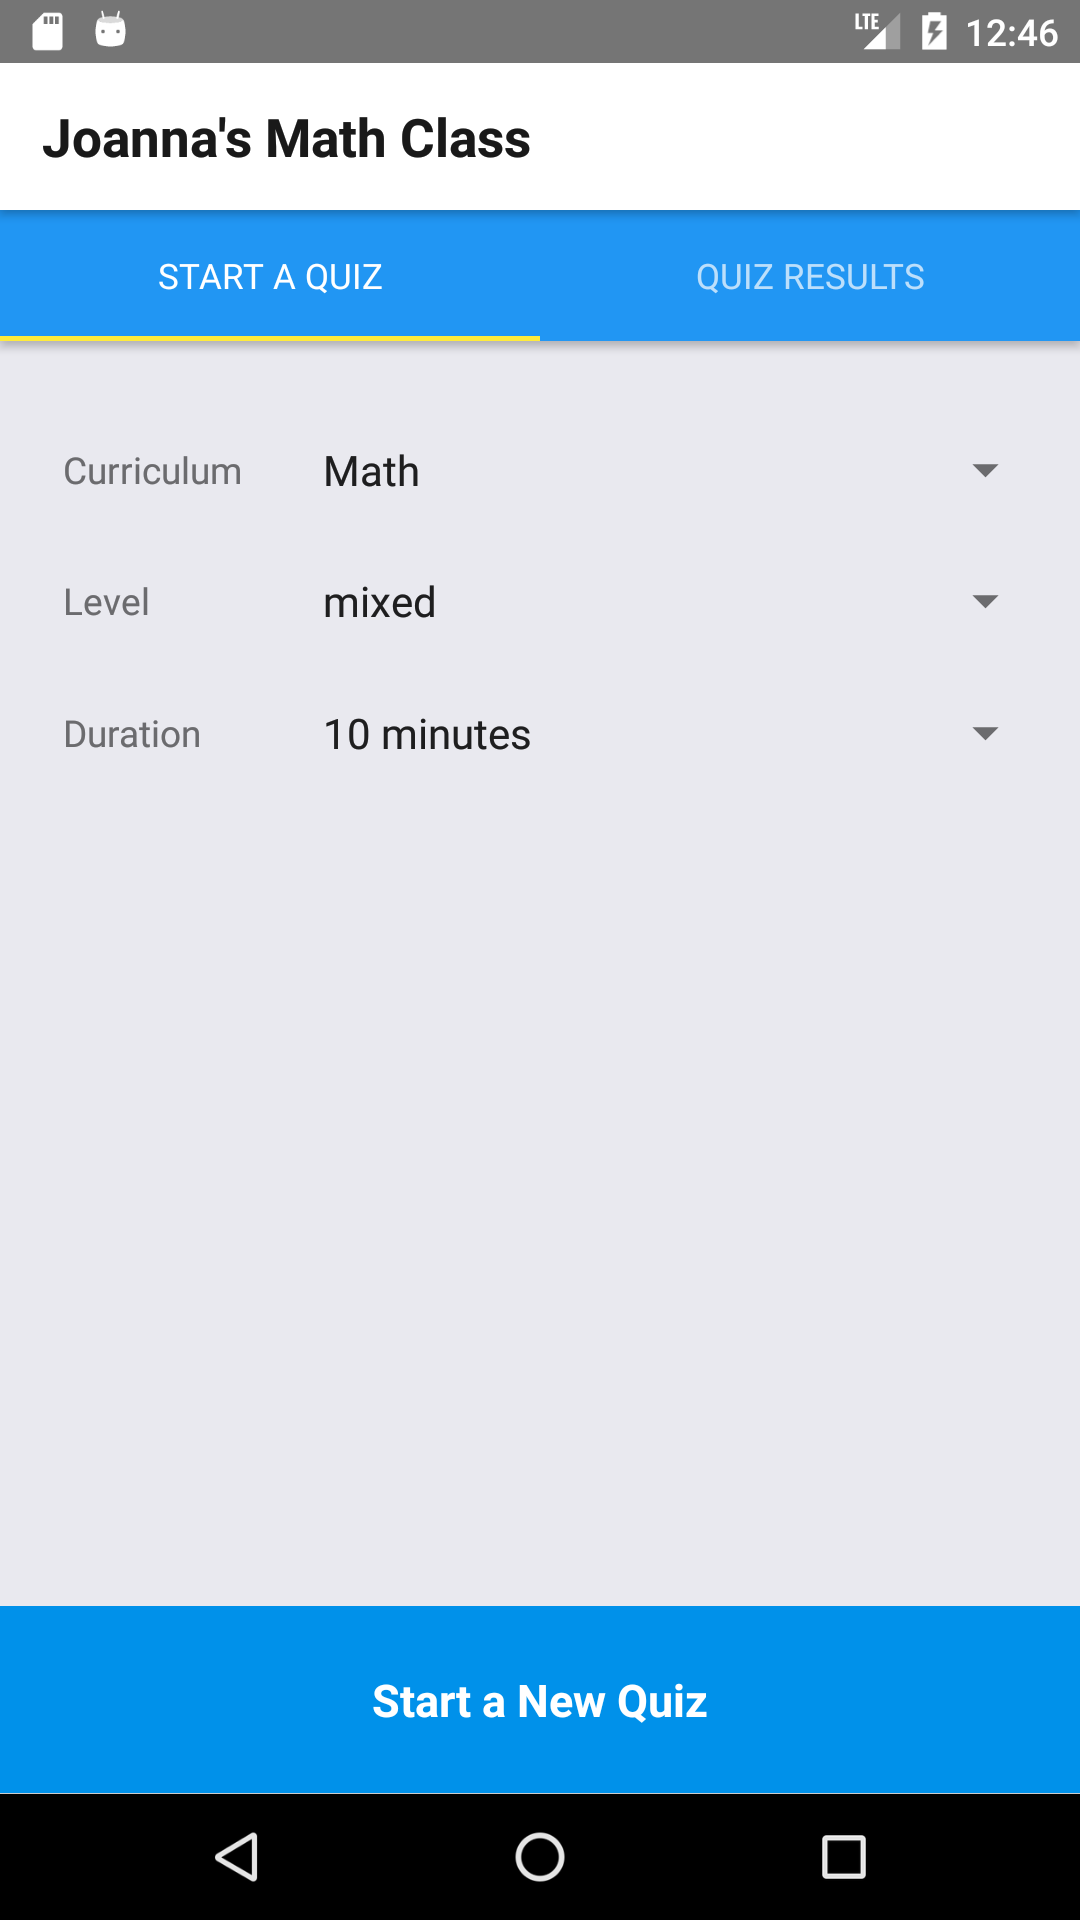 LTE 12:46
Joanna's Math Class
START A QUIZ QUIZ RESULTS
Curriculum Math
Level mixed
Duration 10 minutes
Start a New Quiz